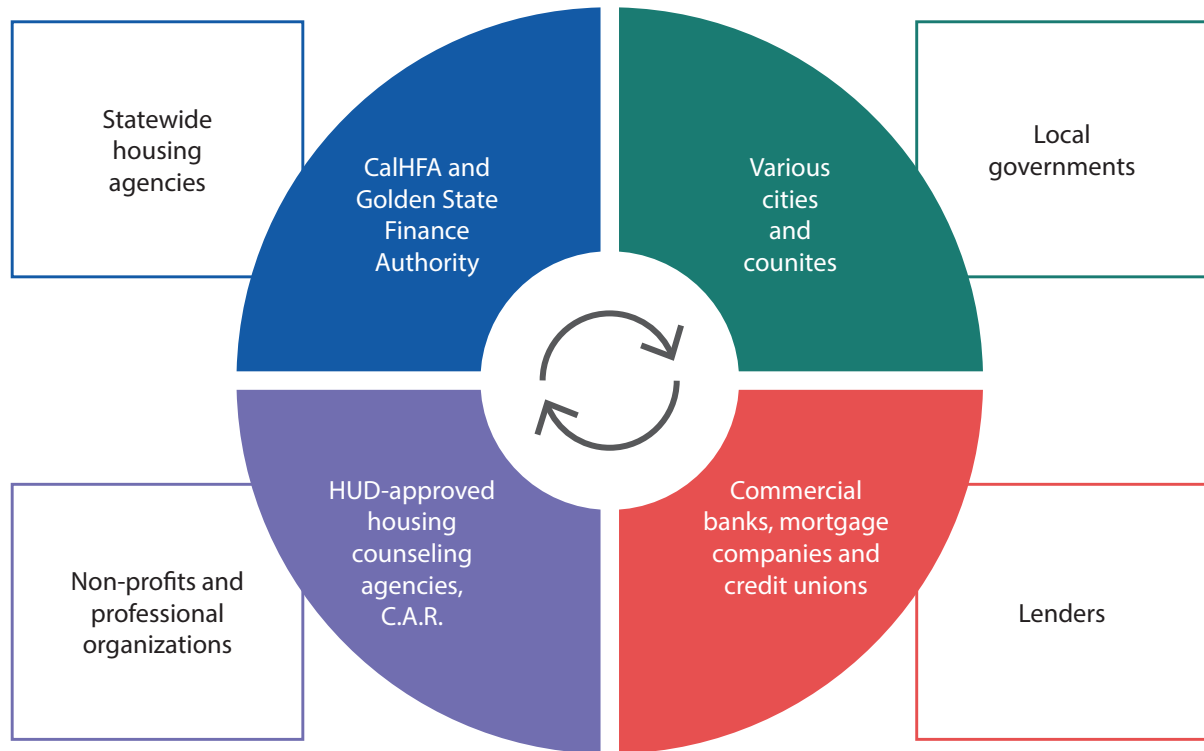 Statewide
housing
agencies
CalHFA and
Golden State
Finance
Authority
Various
cities
and
counites
Local
governments
Non-profits and
professional
organizations
HUD-approved
housing
counseling
agencies,
C.A.R.
Commercial
banks, mortgage
companies and
credit unions
Lenders